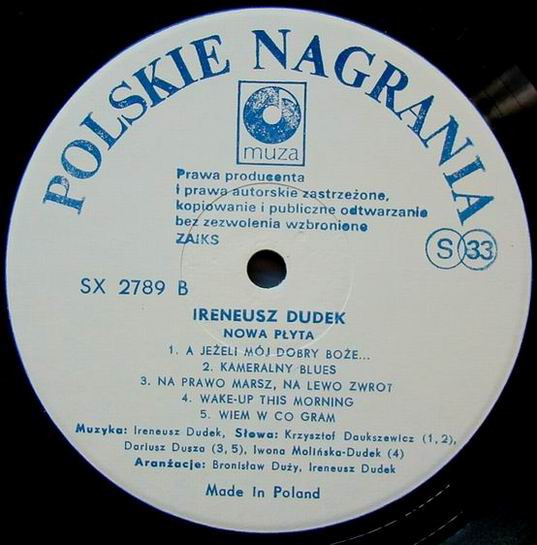 POLSKIE NAGRANIA
muza
Prawa producenta
i prawa autorskie zastrzeżone,
kopiowanie i publiczne odtwarzanie
bez zezwolenia wzbronione
ZAIKS
S 33
SX 2789 B
IRENEUSZ DUDEK
NOWA PŁYTA
1. A JEŻELI MÓJ DOBRY BOŻE...
2. KAMERALNY BLUES
3. NA PRAWO MARSZ, NA LEWO ZWROT
4. WAKE-UP THIS MORNING
5. WIEM W CO GRAM
Muzyka: Ireneusz Dudek, Słowa: Krzysztof Daukszewicz (1, 2),
Dariusz Dusza (3, 5), Iwona Molińska-Dudek (4)
Aranżacje: Bronisław Duży, Ireneusz Dudek
Made In Poland